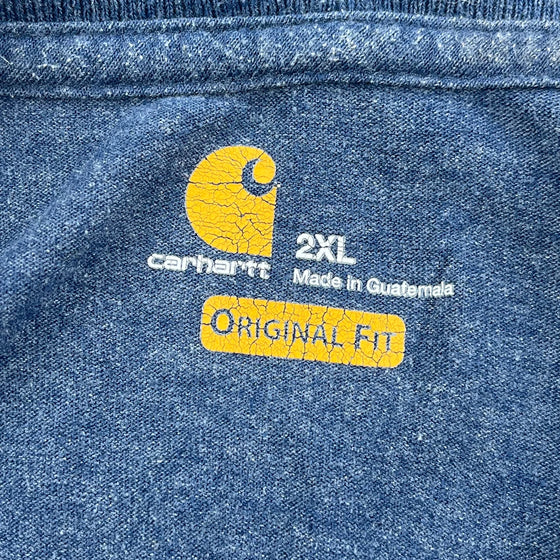 2XL
carhartt
Made in Guatemala
ORIGINAL FIT